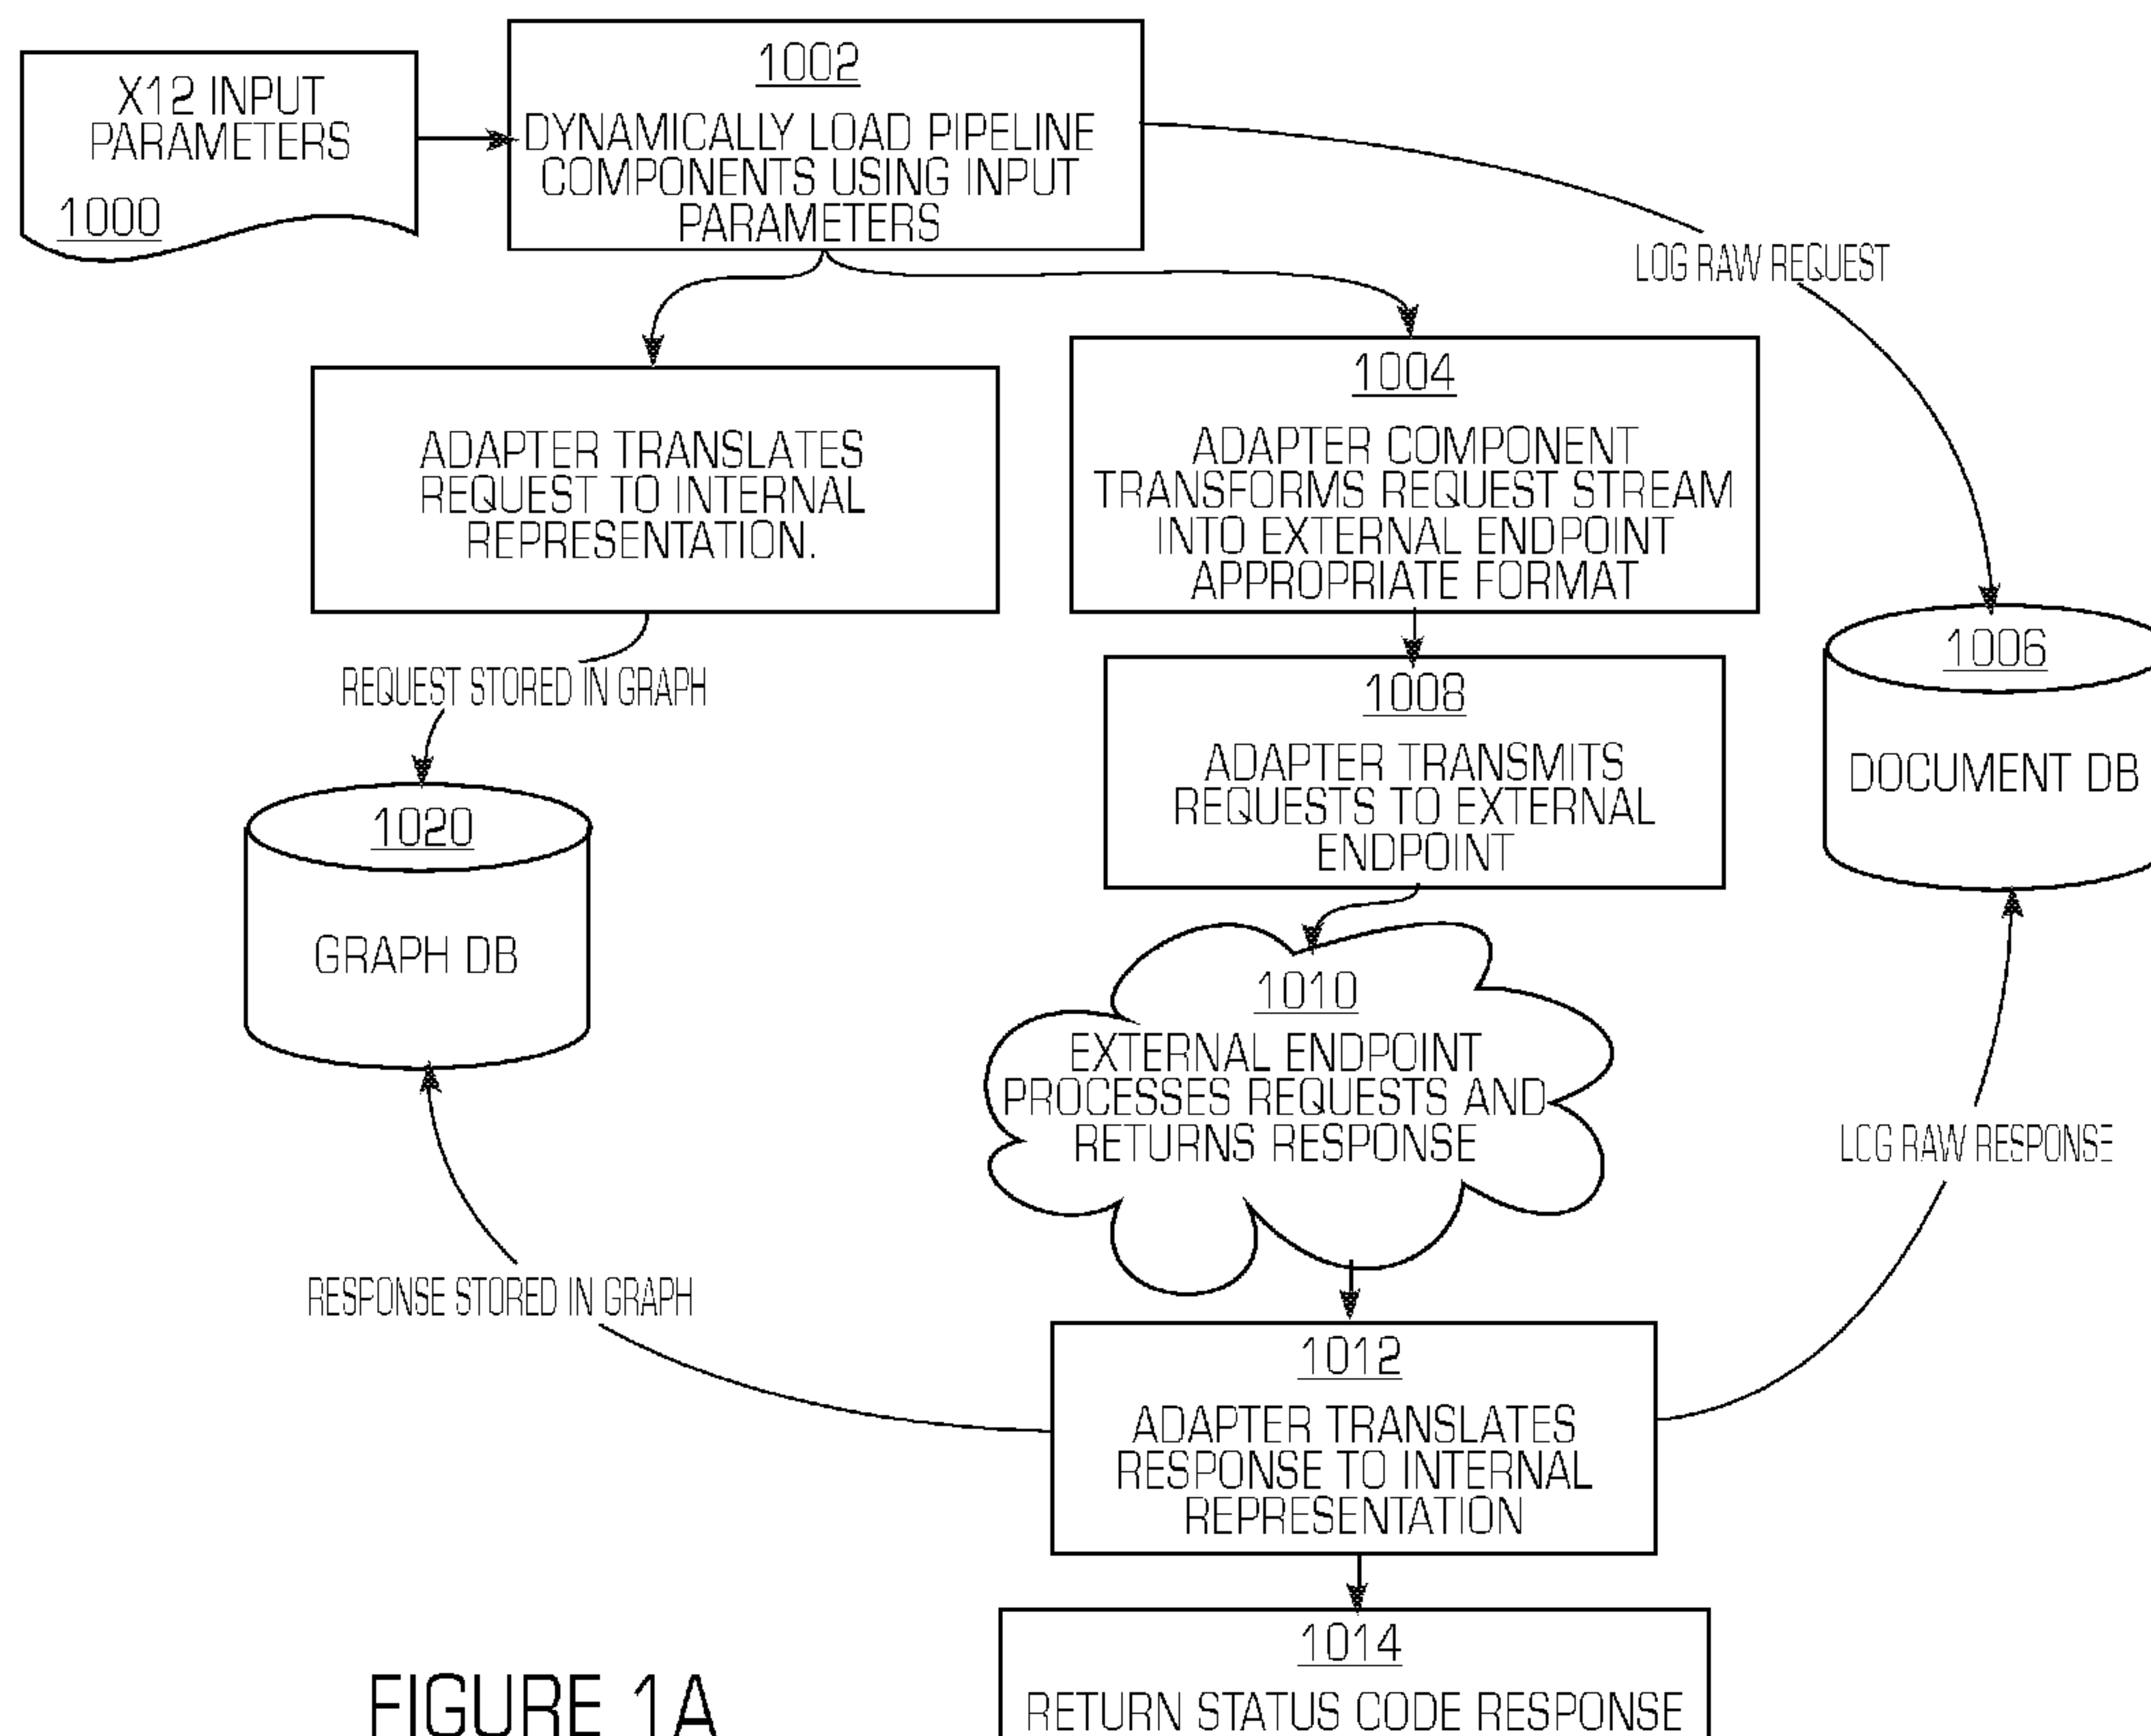 X12 INPUT
PARAMETERS
1000
1002
DYNAMICALLY LOAD PIPELINE
COMPONENTS USING INPUT
PARAMETERS
LOG RAW REQUEST
ADAPTER TRANSLATES
REQUEST TO INTERNAL
REPRESENTATION.
1004
ADAPTER COMPONENT
TRANSFORMS REQUEST STREAM
INTO EXTERNAL ENDPOINT
APPROPRIATE FORMAT
1006
DOCUMENT DB
REQUEST STORED IN GRAPH
1008
ADAPTER TRANSMITS
REQUESTS TO EXTERNAL
ENDPOINT
1020
GRAPH DB
1010
EXTERNAL ENDPOINT
PROCESSES REQUESTS AND
RETURNS RESPONSE
LOG RAW RESPONSE
RESPONSE STORED IN GRAPH
1012
ADAPTER TRANSLATES
RESPONSE TO INTERNAL
REPRESENTATION
1014
RETURN STATUS CODE RESPONSE
FIGURE 1A